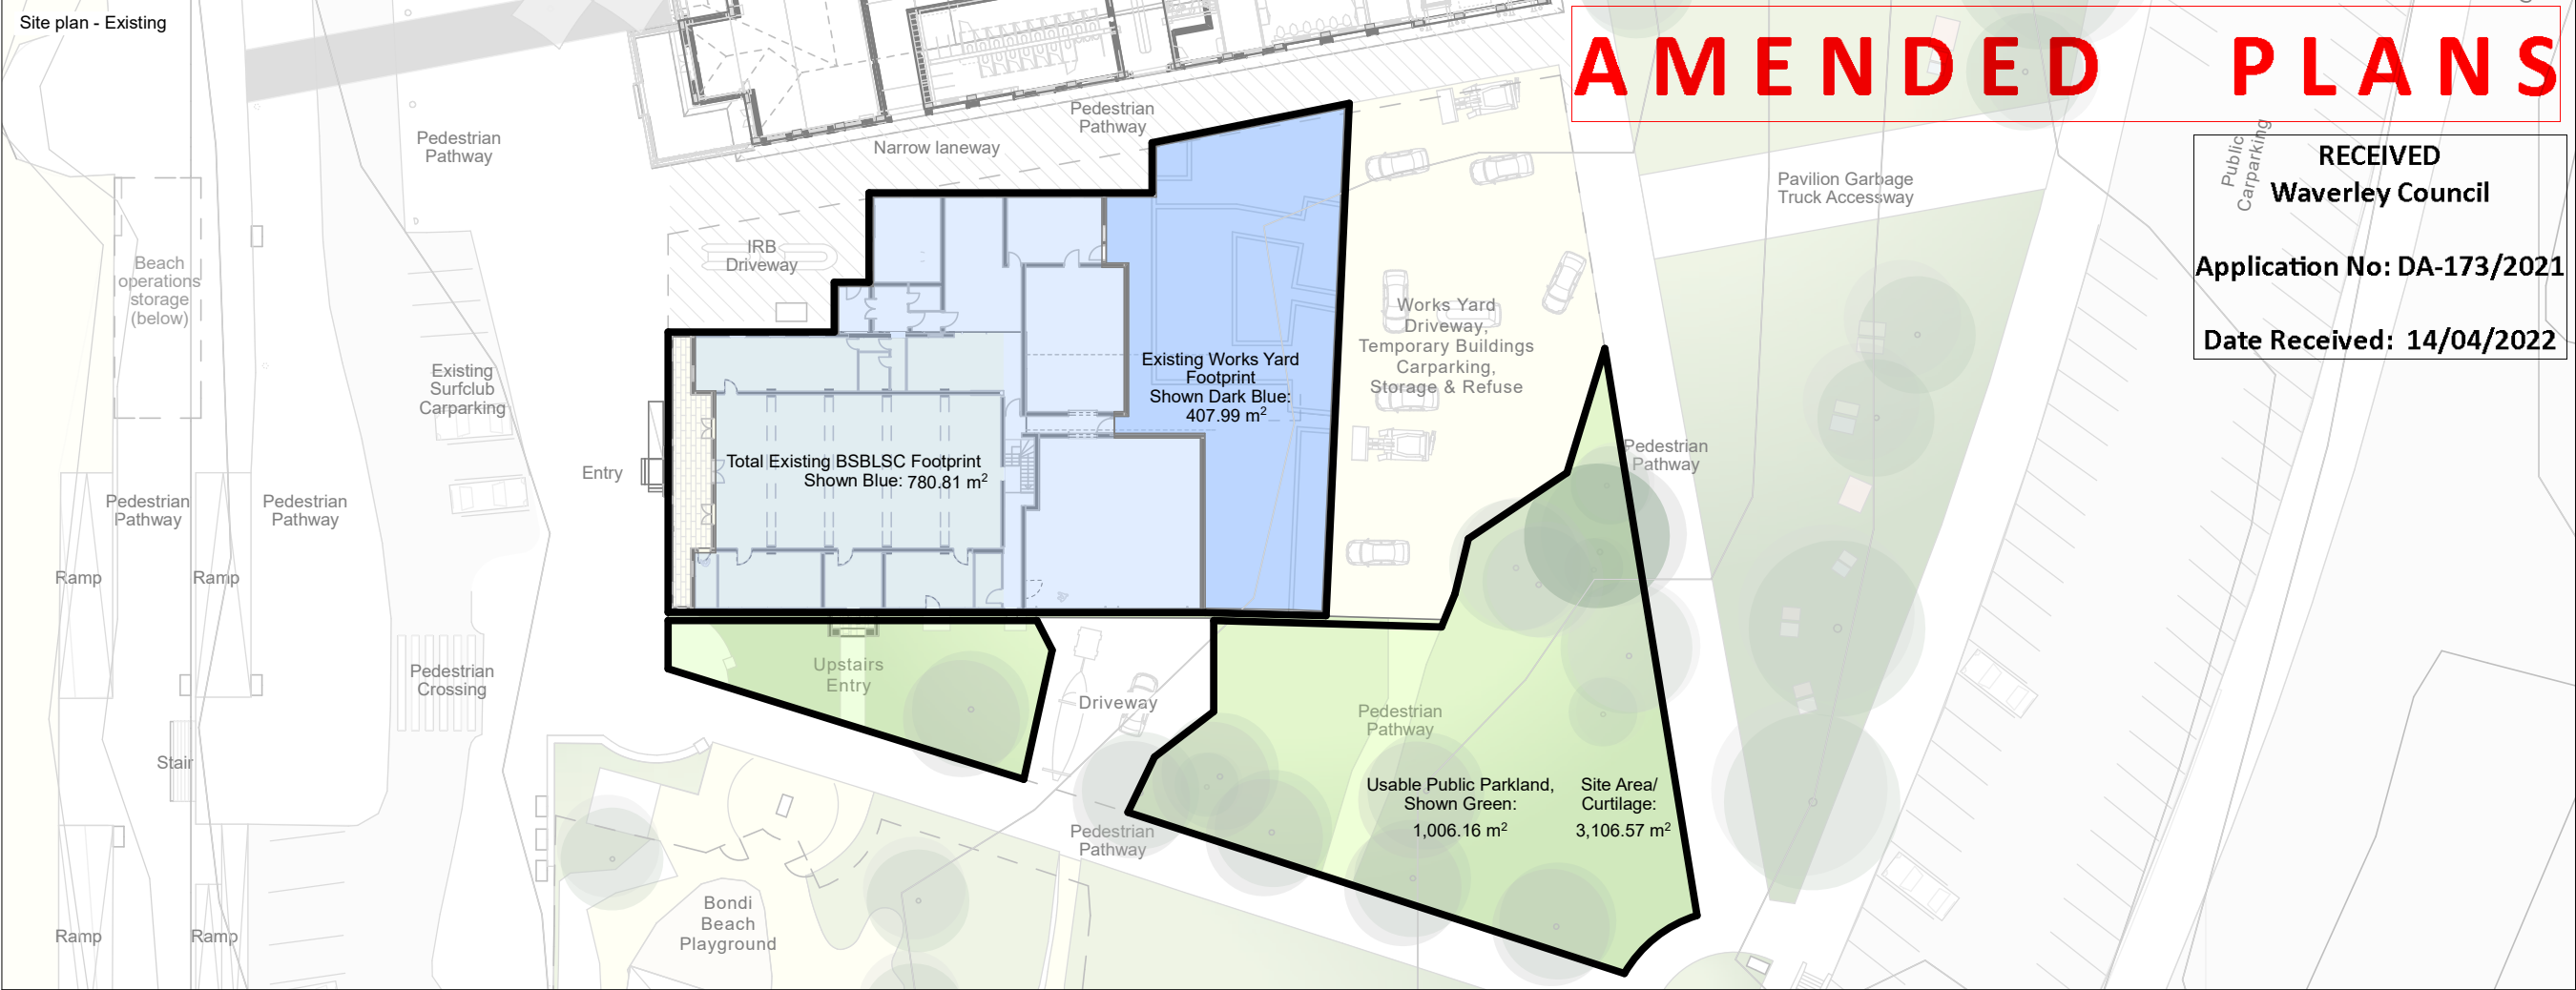 Site plan - Existing
AMENDED PLANS
RECEIVED
Waverley Council
Application No: DA-173/2021
Date Received: 14/04/2022
Public
Carparking
Pedestrian
Pathway
Pedestrian
Pathway
Narrow laneway
Pavilion Garbage
Truck Accessway
IRB
Driveway
Beach
operations
storage
(below)
Existing
Surfclub
Carparking
Works Yard
Driveway,
Temporary Buildings
Carparking,
Storage & Refuse
Existing Works Yard
Footprint
Shown Dark Blue:
407.99 m²
Total Existing BSBLSC Footprint
Shown Blue: 780.81 m²
Entry
Pedestrian
Pathway
Pedestrian
Pathway
Pedestrian
Pathway
Ramp
Ramp
Pedestrian
Crossing
Upstairs
Entry
Driveway
Pedestrian
Pathway
Stair
Usable Public Parkland,
Shown Green:
1,006.16 m²
Site Area/
Curtilage:
3,106.57 m²
Pedestrian
Pathway
Bondi
Beach
Playground
Ramp
Ramp